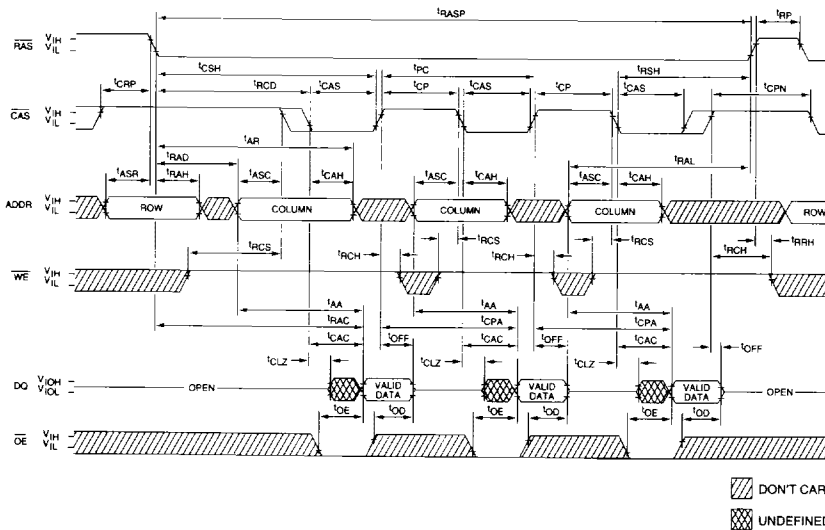 tRASP tRP
RAS VIH VIL
tCSH tPC tRSH
tCRP tRCD tCAS tCP tCAS tCP tCAS tCPN
CAS VIH VIL
tAR
tRAD tRAL
tASR tRAH tASC tCAH tASC tCAH tASC tCAH
ADDR VIH VIL ROW COLUMN COLUMN COLUMN ROW
tRCS tRCH tRCS tRCH tRCS tRCH tRRH
WE VIH VIL
tAA tAA tAA
tRAC tCPA tCPA
tCAC tOFF tCAC tOFF tCAC tOFF
tCLZ tCLZ tCLZ
DQ VIOH VIOL OPEN VALID DATA VALID DATA VALID DATA OPEN
tOE tOD tOE tOD tOE tOD
OE VIH VIL
DON'T CAR
UNDEFINED